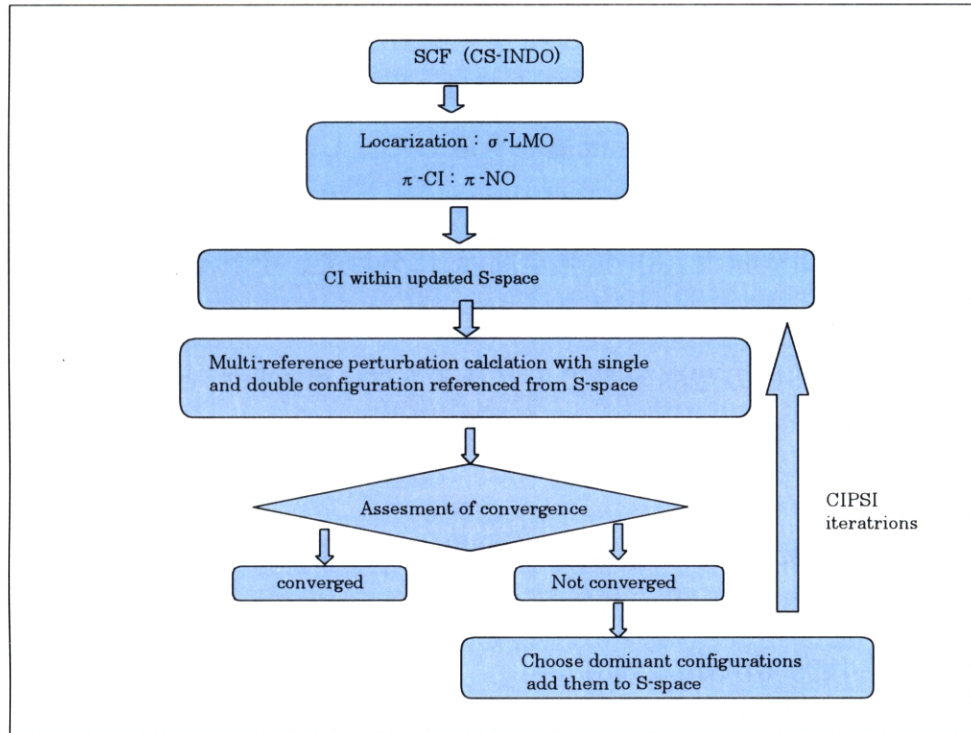 SCF (CS-INDO)
Locarization : σ-LMO
π-CI : π-NO
CI within updated S-space
Multi-reference perturbation calclation with single
and double configuration referenced from S-space
Assesment of convergence
CIPSI
iteratrions
converged
Not converged
Choose dominant configurations
add them to S-space